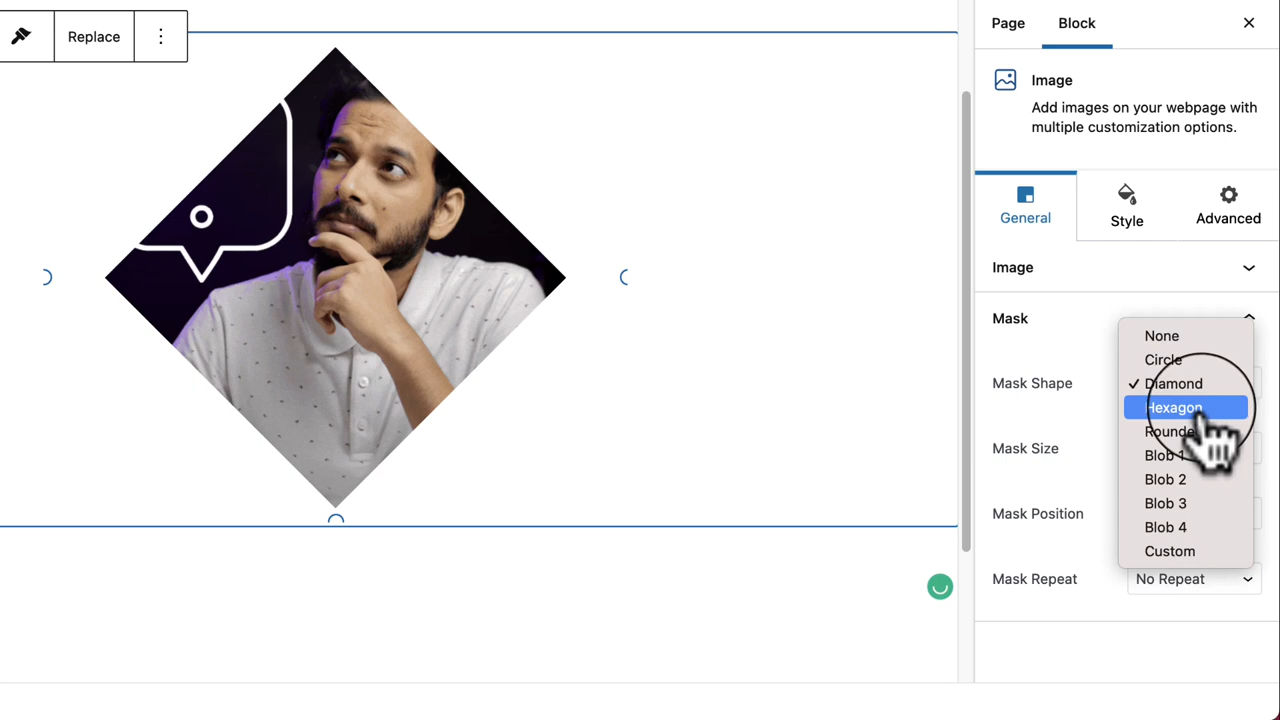 Replace
Page
Block
Image
Add images on your webpage with
multiple customization options.
General
Style
Advanced
Image
Mask
Mask Shape
Mask Size
Mask Position
Mask Repeat
None
Circle
Diamond
Hexagon
Blob 1
Blob 2
Blob 3
Blob 4
Custom
No Repeat